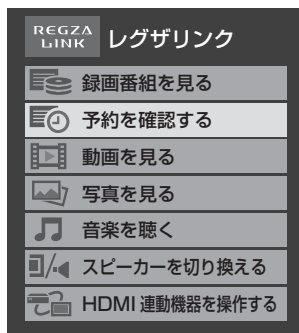 REGZA
LINK レグザリンク
録画番組を見る
予約を確認する
動画を見る
写真を見る
音楽を聴く
スピーカーを切り換える
HDMI 連動機器を操作する